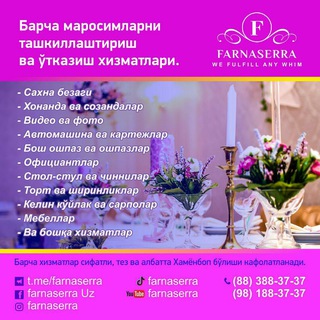 Барча маросимларни
ташкиллаштириш
ва ўтказиш хизматлари.
F
FARNASERRA
WE FULFILL ANY WHIM
- Сахна безаги
- Хонанда ва созандалар
- Видео ва фото
- Автомашина ва картежлар
- Бош ошпаз ва ошпазлар
- Официантлар
- Стол-стул ва чиннилар
- Торт ва ширинликлар
- Келин кўйлак ва сарполар
- Мебеллар
- Ва бошқа хизматлар
Барча хизматлар сифатли, тез ва албатта Хамёнбоп бўлиши кафолатланади.
t.me/farnaserra
farnaserra
(88) 388-37-37
farnaserra Uz
YouTube farnaserra
(98) 188-37-37
farnaserra